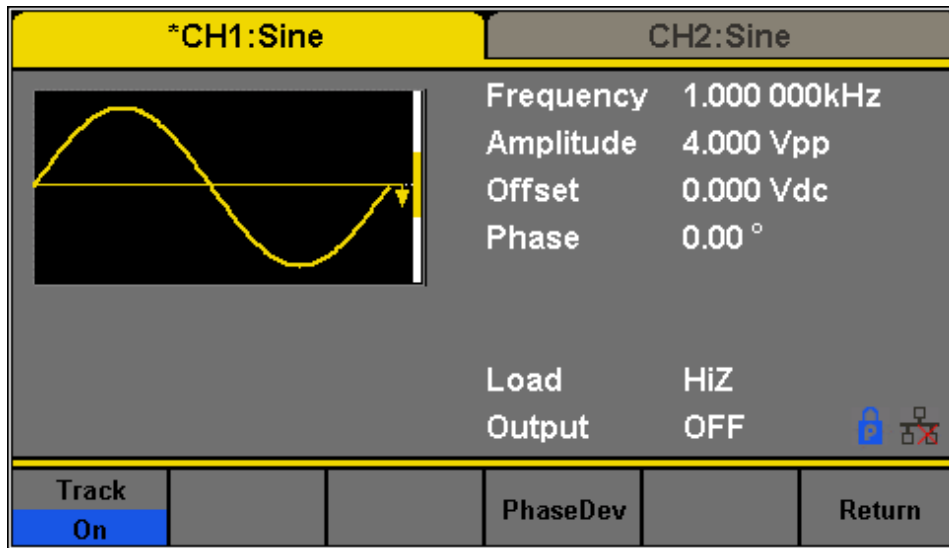 *CH1:Sine CH2:Sine
Frequency 1.000 000kHz
Amplitude 4.000 Vpp
Offset 0.000 Vdc
Phase 0.00 °
Load HiZ
Output OFF
P
Track
On
PhaseDev
Return